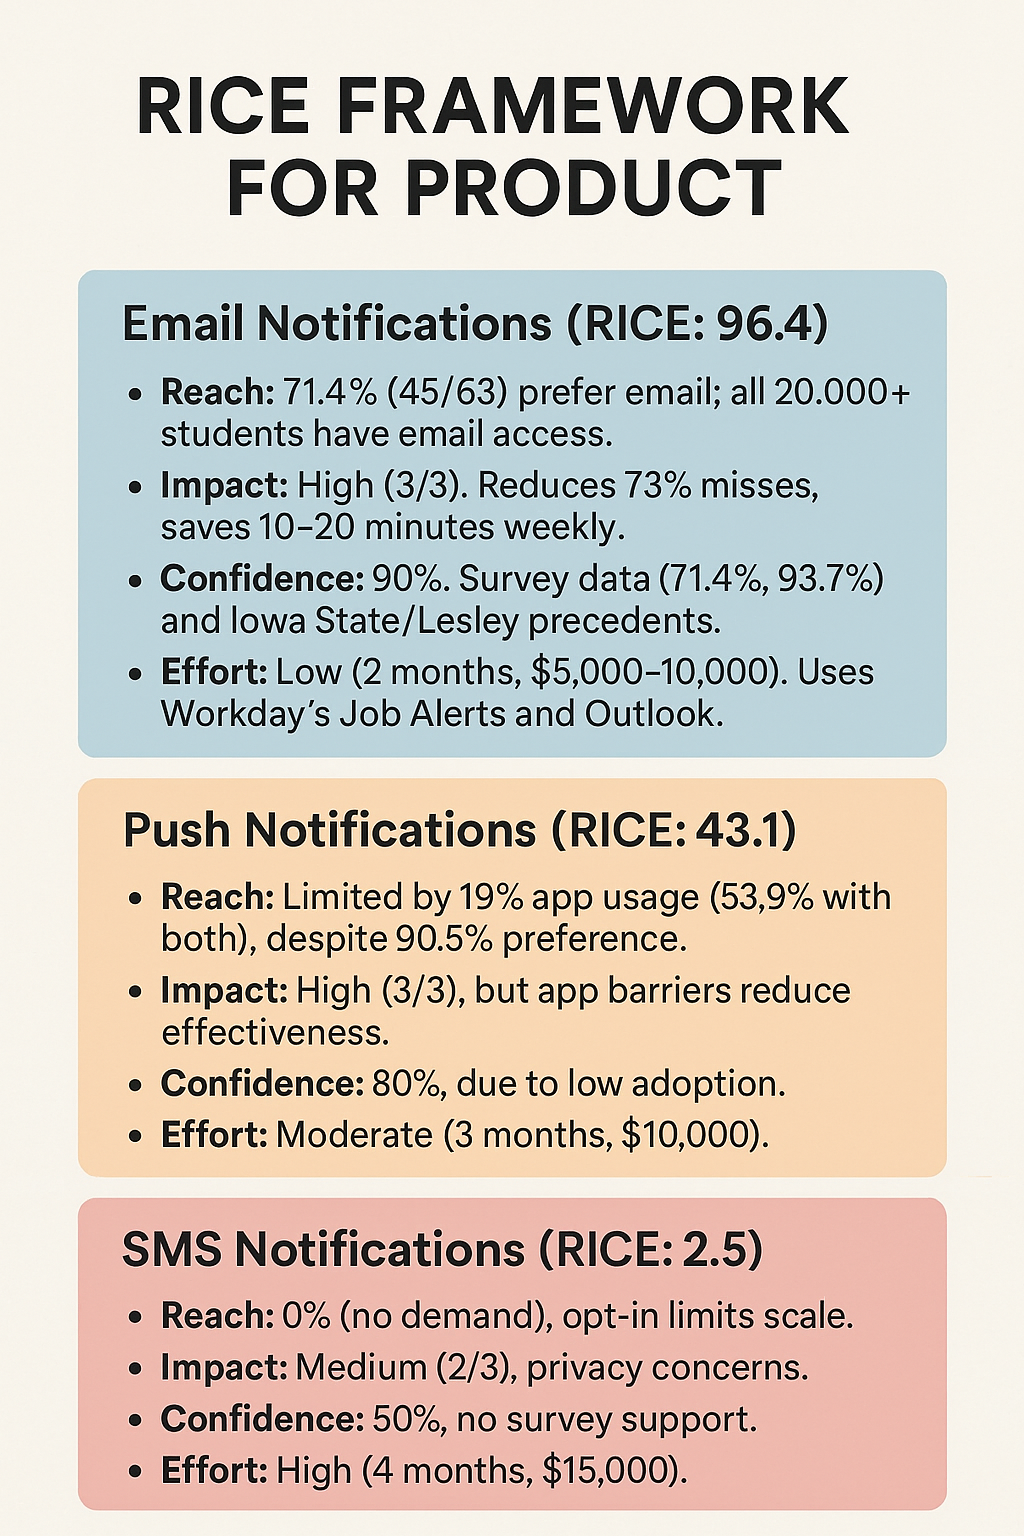 RICE FRAMEWORK
FOR PRODUCT
Email Notifications (RICE: 96.4)
• Reach: 71.4% (45/63) prefer email; all 20.000+
students have email access.
• Impact: High (3/3). Reduces 73% misses,
saves 10–20 minutes weekly.
• Confidence: 90%. Survey data (71.4%, 93.7%)
and Iowa State/Lesley precedents.
• Effort: Low (2 months, $5,000–10,000). Uses
Workday’s Job Alerts and Outlook.
Push Notifications (RICE: 43.1)
• Reach: Limited by 19% app usage (53,9% with
both), despite 90.5% preference.
• Impact: High (3/3), but app barriers reduce
effectiveness.
• Confidence: 80%, due to low adoption.
• Effort: Moderate (3 months, $10,000).
SMS Notifications (RICE: 2.5)
• Reach: 0% (no demand), opt-in limits scale.
• Impact: Medium (2/3), privacy concerns.
• Confidence: 50%, no survey support.
• Effort: High (4 months, $15,000).